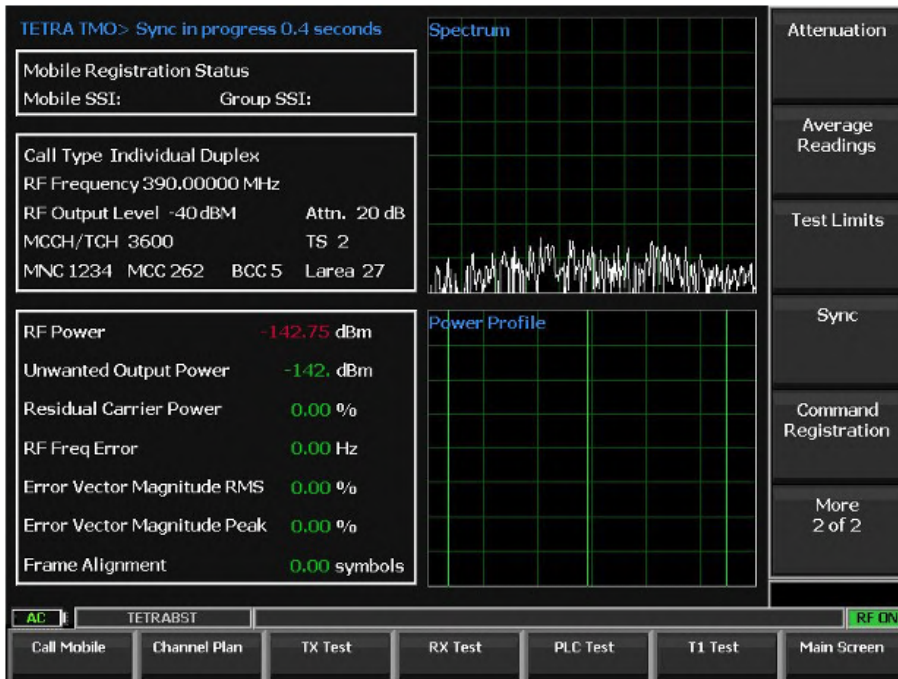 TETRA TMO> Sync in progress 0.4 seconds
Mobile Registration Status
Mobile SSI: Group SSI:
Call Type Individual Duplex
RF Frequency 390.00000 MHz
RF Output Level -40 dBM Attn. 20 dB
MCCH/TCH 3600 TS 2
MNC 1234 MCC 262 BCC 5 Larea 27
RF Power -142.75 dBm
Unwanted Output Power -142. dBm
Residual Carrier Power 0.00 %
RF Freq Error 0.00 Hz
Error Vector Magnitude RMS 0.00 %
Error Vector Magnitude Peak 0.00 %
Frame Alignment 0.00 symbols
Spectrum
Power Profile
Attenuation
Average
Readings
Test Limits
Sync
Command
Registration
More
2 of 2
AC TETRABST RF ON
Call Mobile Channel Plan TX Test RX Test PLC Test T1 Test Main Screen